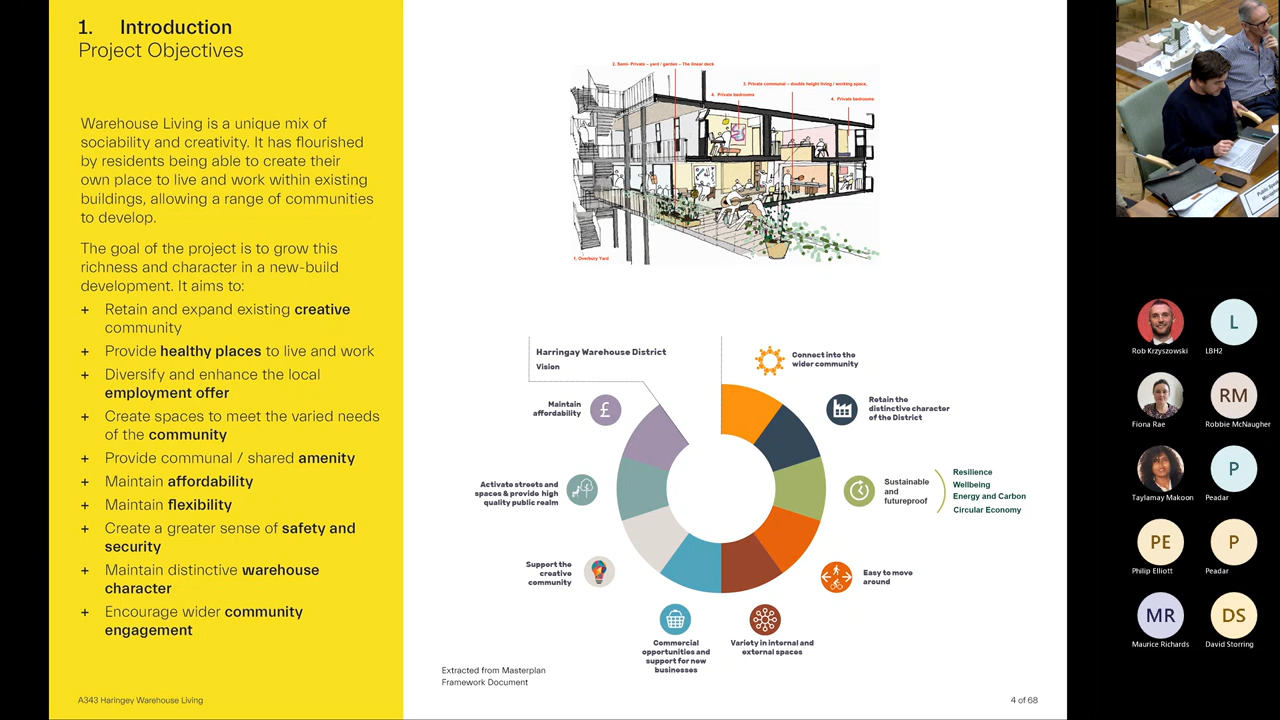 1. Introduction
Project Objectives
Warehouse Living is a unique mix of
sociability and creativity. It has flourished
by residents being able to create their
own place to live and work within existing
buildings, allowing a range of communities
to develop.
The goal of the project is to grow this
richness and character in a new-build
development. It aims to:
+ Retain and expand existing creative
community
+ Provide healthy places to live and work
+ Diversify and enhance the local
employment offer
+ Create spaces to meet the varied needs
of the community
+ Provide communal / shared amenity
+ Maintain affordability
+ Maintain flexibility
+ Create a greater sense of safety and
security
+ Maintain distinctive warehouse
character
+ Encourage wider community
engagement
A343 Haringey Warehouse Living
2. Semi- Private – yard / garden – The linear deck
3. Private communal – double height living / working space.
4. Private bedrooms
4. Private bedrooms
1. Overbury Yard
Harringay Warehouse District
Vision
Connect into the
wider community
Retain the
distinctive character
of the District
Sustainable
and
futureproof
Resilience
Wellbeing
Energy and Carbon
Circular Economy
Easy to move
around
Variety in internal and
external spaces
Commercial
opportunities and
support for new
businesses
Support the
creative
community
Activate streets and
spaces & provide high
quality public realm
Maintain
affordability
£
Extracted from Masterplan
Framework Document
4 of 68
Public
Rob Krzyszowski
L
LBH2
Fiona Rae
RM
Robbie McNaugher
Taylamay Makoon
P
Peadar
PE
Philip Elliott
P
Peadar
MR
Maurice Richards
DS
David Storring